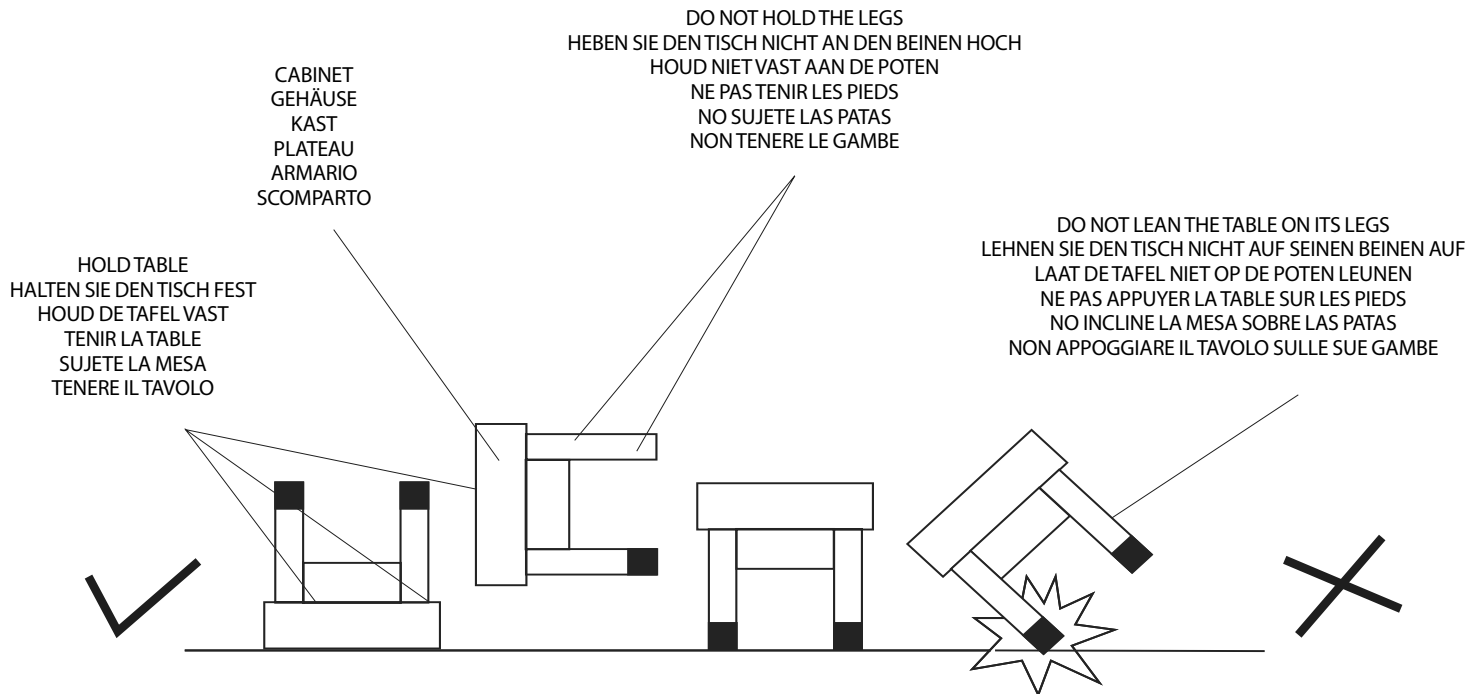 DO NOT HOLD THE LEGS
HEBEN SIE DEN TISCH NICHT AN DEN BEINEN HOCH
HOUD NIET VAST AAN DE POTEN
NE PAS TENIR LES PIEDS
NO SUJETE LAS PATAS
NON TENERE LE GAMBE
CABINET
GEHÄUSE
KAST
PLATEAU
ARMARIO
SCOMPARTO
DO NOT LEAN THE TABLE ON ITS LEGS
LEHNEN SIE DEN TISCH NICHT AUF SEINEN BEINEN AUF
LAAT DE TAFEL NIET OP DE POTEN LEUNEN
NE PAS APPUYER LA TABLE SUR LES PIEDS
NO INCLINE LA MESA SOBRE LAS PATAS
NON APPOGGIARE IL TAVOLO SULLE SUE GAMBE
HOLD TABLE
HALTEN SIE DEN TISCH FEST
HOUD DE TAFEL VAST
TENIR LA TABLE
SUJETE LA MESA
TENERE IL TAVOLO